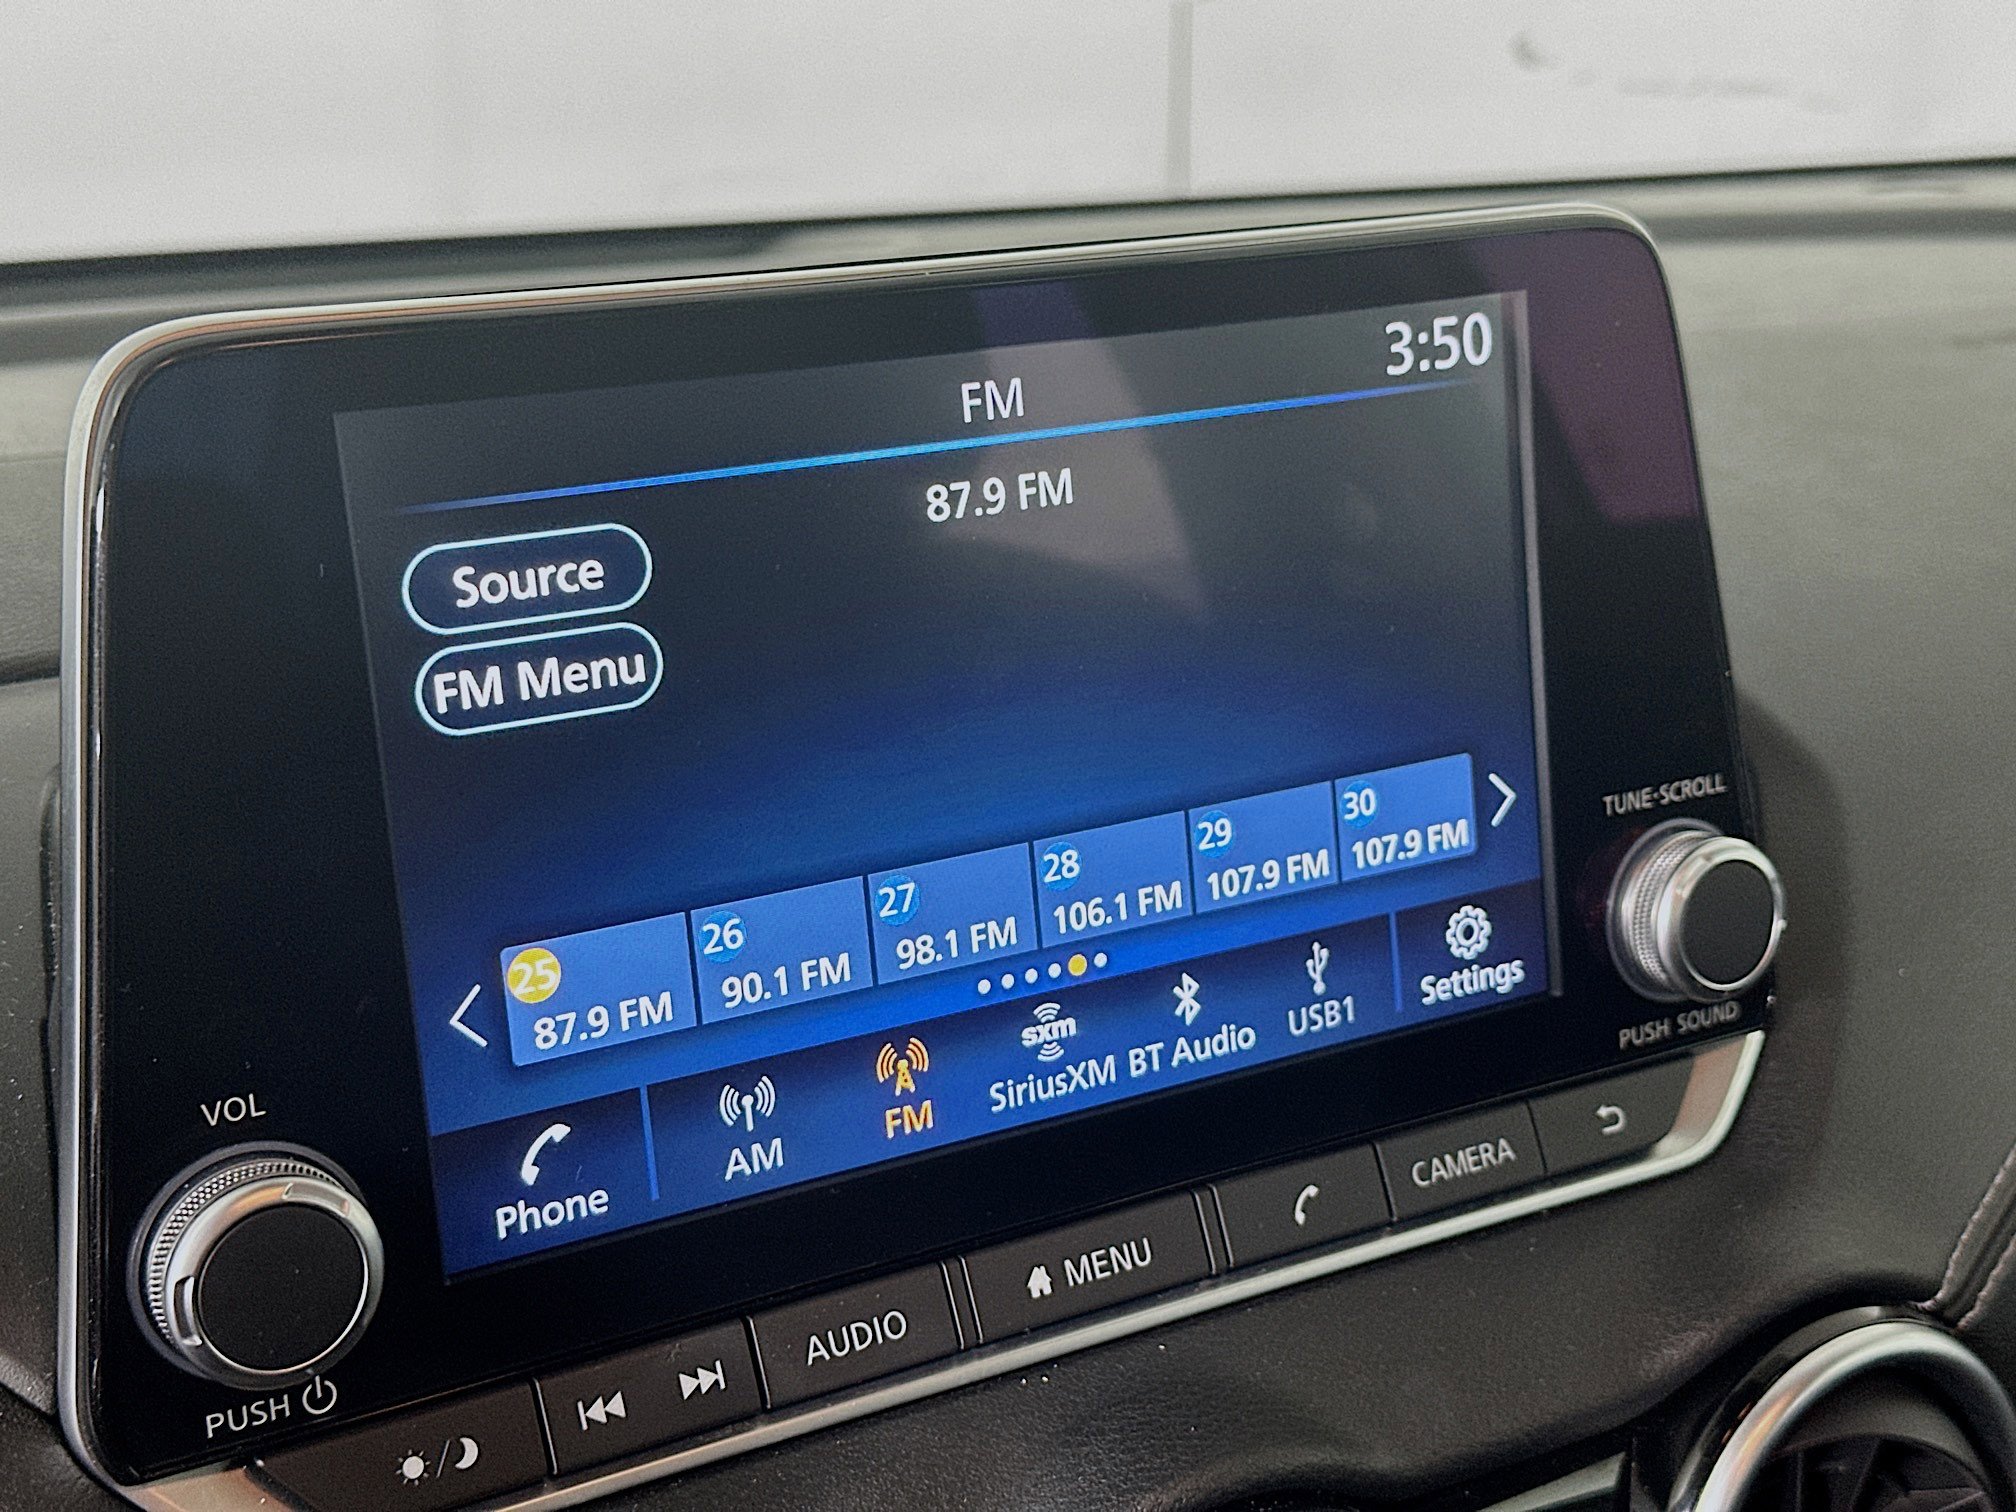 3:50
FM
87.9 FM
Source
FM Menu
25 26 27 28 29 30
87.9 FM 90.1 FM 98.1 FM 106.1 FM 107.9 FM 107.9 FM
Phone AM FM sxm SiriusXM BT Audio USB1 Settings
TUNE·SCROLL
PUSH SOUND
VOL
PUSH
AUDIO MENU CAMERA